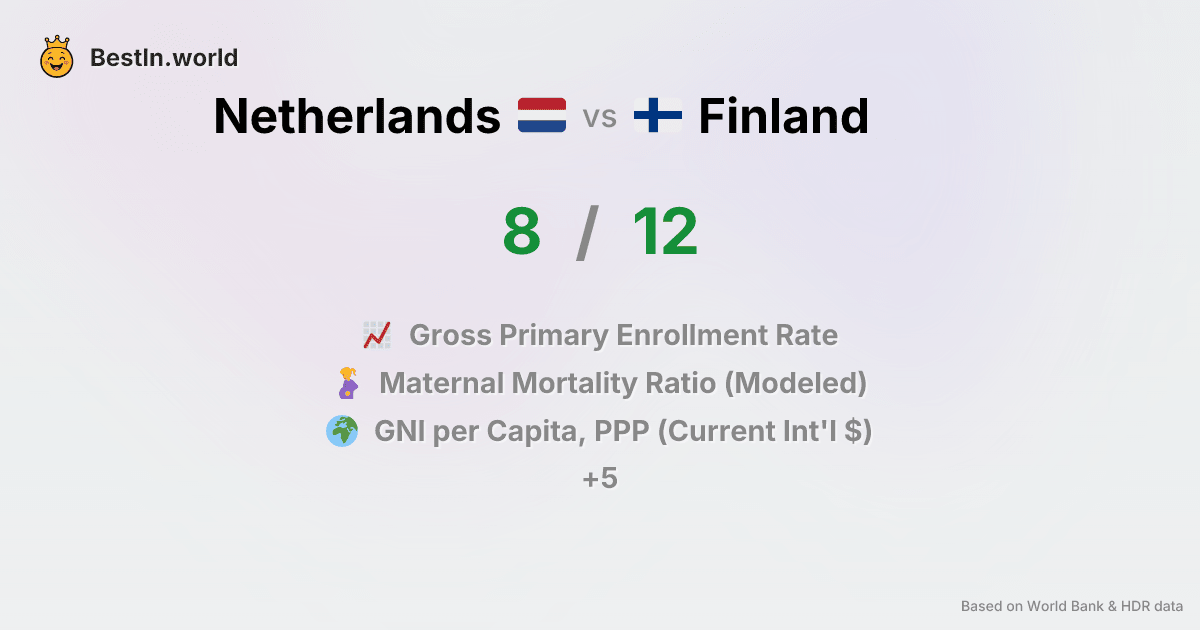 BestIn.world
Netherlands vs Finland
8 / 12
Gross Primary Enrollment Rate
Maternal Mortality Ratio (Modeled)
GNI per Capita, PPP (Current Int'l $)
+5
Based on World Bank & HDR data